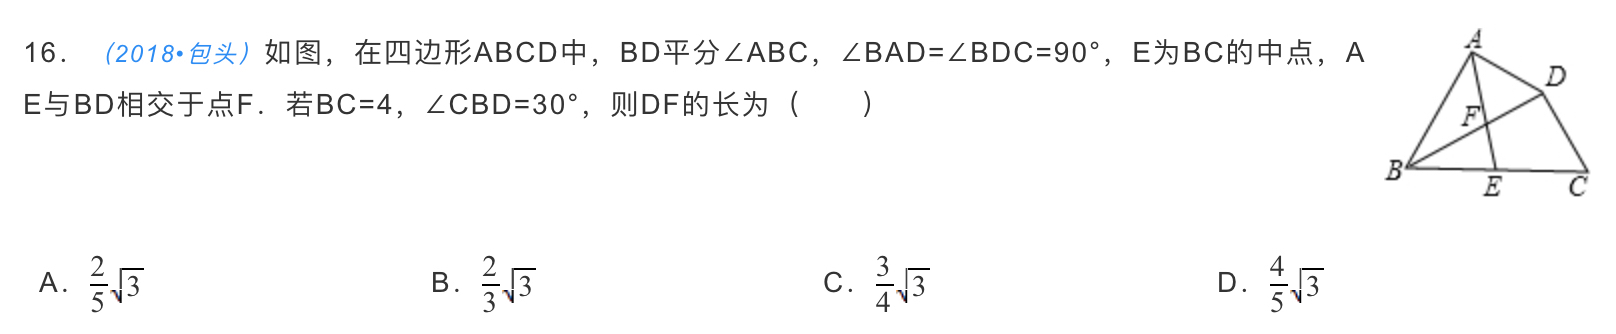 16. （2018•包头）如图，在四边形ABCD中，BD平分∠ABC，∠BAD=∠BDC=90°，E为BC的中点，A
E与BD相交于点F．若BC=4，∠CBD=30°，则DF的长为（　　）
A
D
F
B
E
C
A．2/5√3 B．2/3√3 C．3/4√3 D．4/5√3